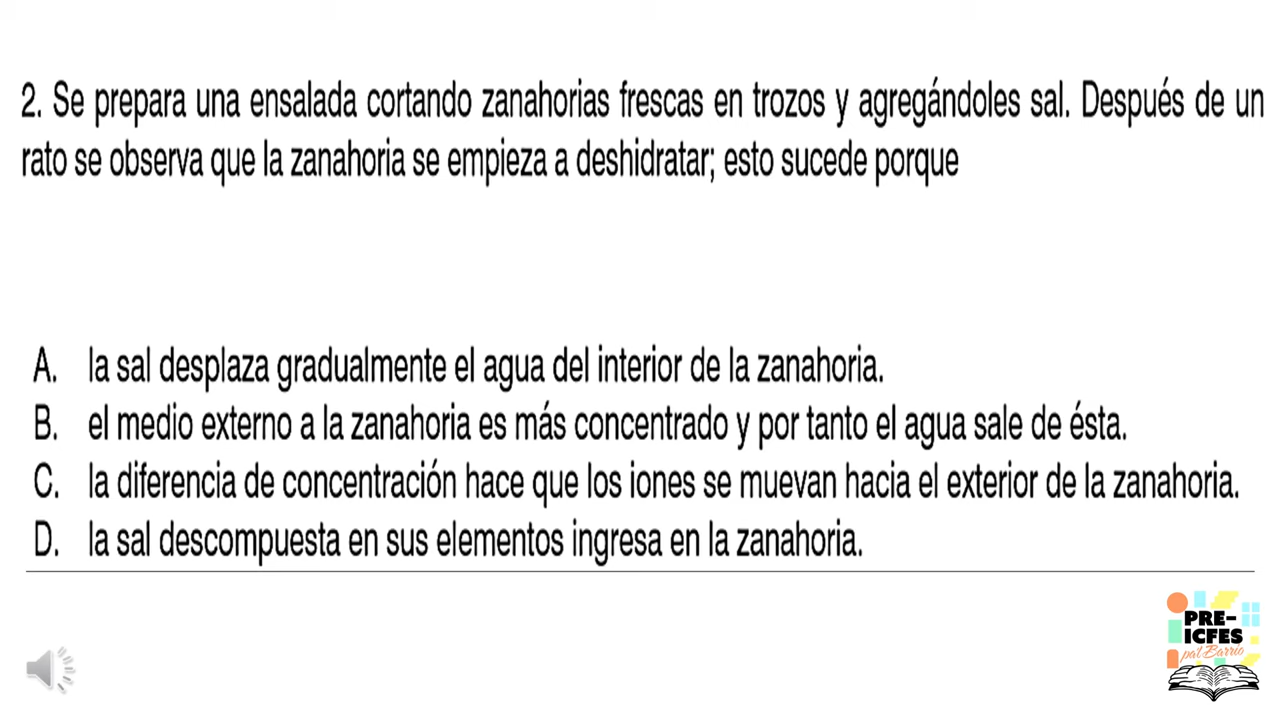 2. Se prepara una ensalada cortando zanahorias frescas en trozos y agregándoles sal. Después de un
rato se observa que la zanahoria se empieza a deshidratar; esto sucede porque
A. la sal desplaza gradualmente el agua del interior de la zanahoria.
B. el medio externo a la zanahoria es más concentrado y por tanto el agua sale de ésta.
C. la diferencia de concentración hace que los iones se muevan hacia el exterior de la zanahoria.
D. la sal descompuesta en sus elementos ingresa en la zanahoria.
PRE-
ICFES
pa'l Barrio